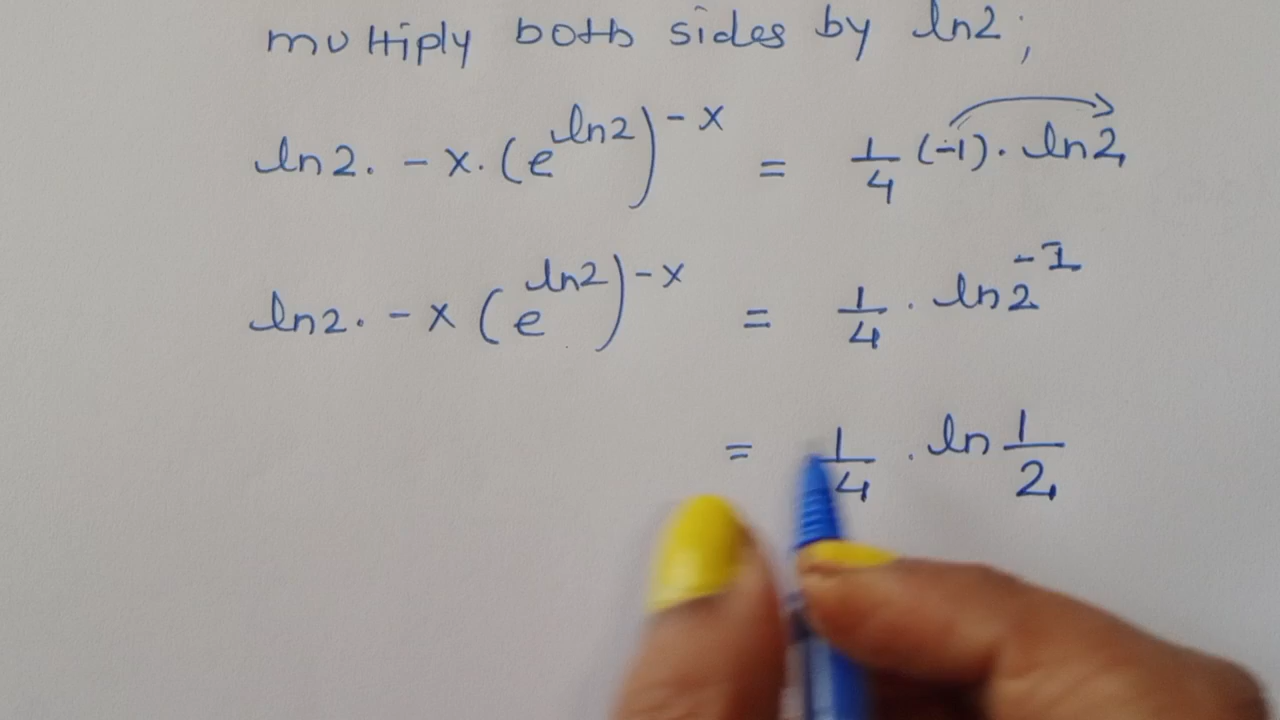 multiply both sides by ln2;
ln2. -x. (e^ln2)^-x = 1/4 (-1). ln2
ln2. -x (e^ln2)^-x = 1/4 . ln2^-1
= 1/4 . ln 1/2